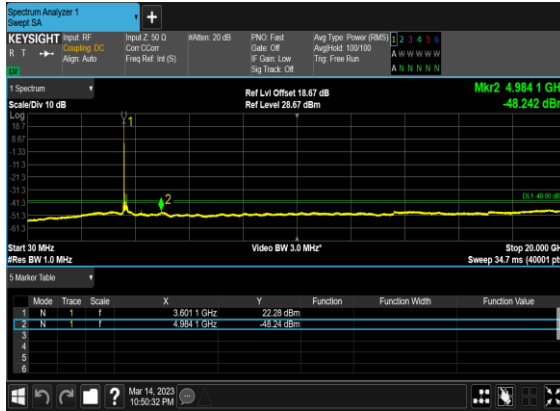 Spectrum Analyzer 1
Swept SA
+
KEYSIGHT Input: RF Input Z: 50 Ω #Atten: 20 dB PNO: Fast Avg Type: Power (RMS) 1 2 3 4 5 6
R T Coupling: DC Corr CCorr Gate: Off Avg|Hold: 100/100 A W W W W W
Align: Auto Freq Ref: Int (S) IF Gain: Low Trig: Free Run
LU Sig Track: Off A N N N N N
1 Spectrum Ref Lvl Offset 18.67 dB Mkr2 4.984 1 GH
Scale/Div 10 dB Ref Level 28.67 dBm -48.242 dB
Log
18.7
8.67
-1.33
-11.3
-21.3
-31.3
-41.3
-51.3
-61.3
1
2
DL1 -40.00 dB
Start 30 MHz Video BW 3.0 MHz* Stop 20.000 G
#Res BW 1.0 MHz Sweep 34.7 ms (40001 pt
5 Marker Table
Mode Trace Scale X Y Function Function Width Function Value
1 N 1 f 3.601 1 GHz 22.28 dBm
2 N 1 f 4.984 1 GHz -48.24 dBm
3
4
5
6
? Mar 14, 2023
10:50:32 PM